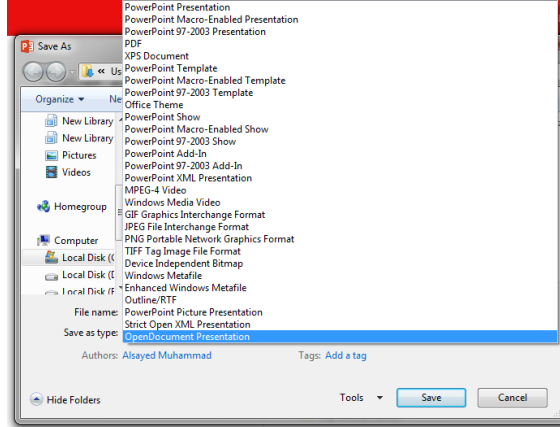 PowerPoint Presentation
PowerPoint Macro-Enabled Presentation
PowerPoint 97-2003 Presentation
PDF
XPS Document
PowerPoint Template
PowerPoint Macro-Enabled Template
PowerPoint 97-2003 Template
Office Theme
PowerPoint Show
PowerPoint Macro-Enabled Show
PowerPoint 97-2003 Show
PowerPoint Add-In
PowerPoint 97-2003 Add-In
PowerPoint XML Presentation
MPEG-4 Video
Windows Media Video
GIF Graphics Interchange Format
JPEG File Interchange Format
PNG Portable Network Graphics Format
TIFF Tag Image File Format
Device Independent Bitmap
Windows Metafile
Enhanced Windows Metafile
Outline/RTF
PowerPoint Picture Presentation
Strict Open XML Presentation
OpenDocument Presentation
Save As
« Us
Organize Ne
New Library
New Library
Pictures
Videos
Homegroup
Computer
Local Disk (
Local Disk (
Local Disk (
File name:
Save as type:
Authors: Alsayed Muhammad Tags: Add a tag
Hide Folders Tools Save Cancel